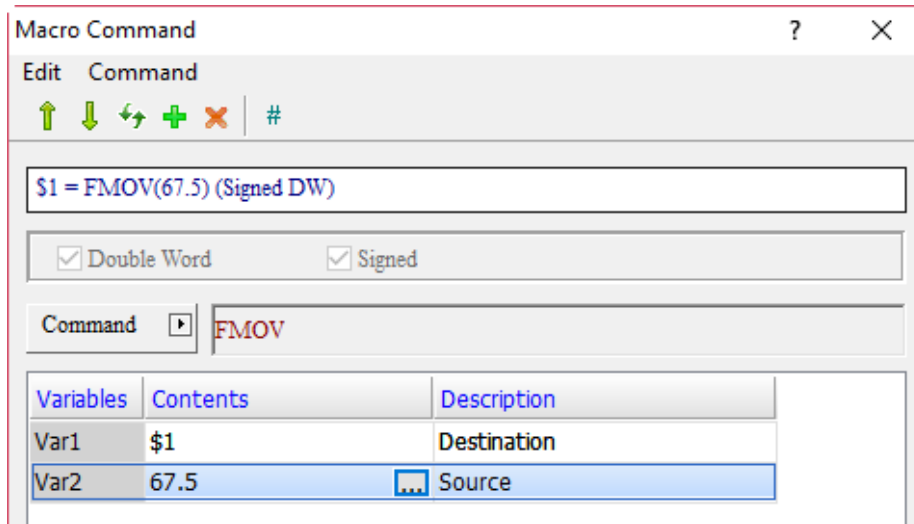 Macro Command ?
Edit Command
#
$1 = FMOV(67.5) (Signed DW)
Double Word Signed
Command FMOV
Variables Contents Description
Var1 $1 Destination
Var2 67.5 ... Source